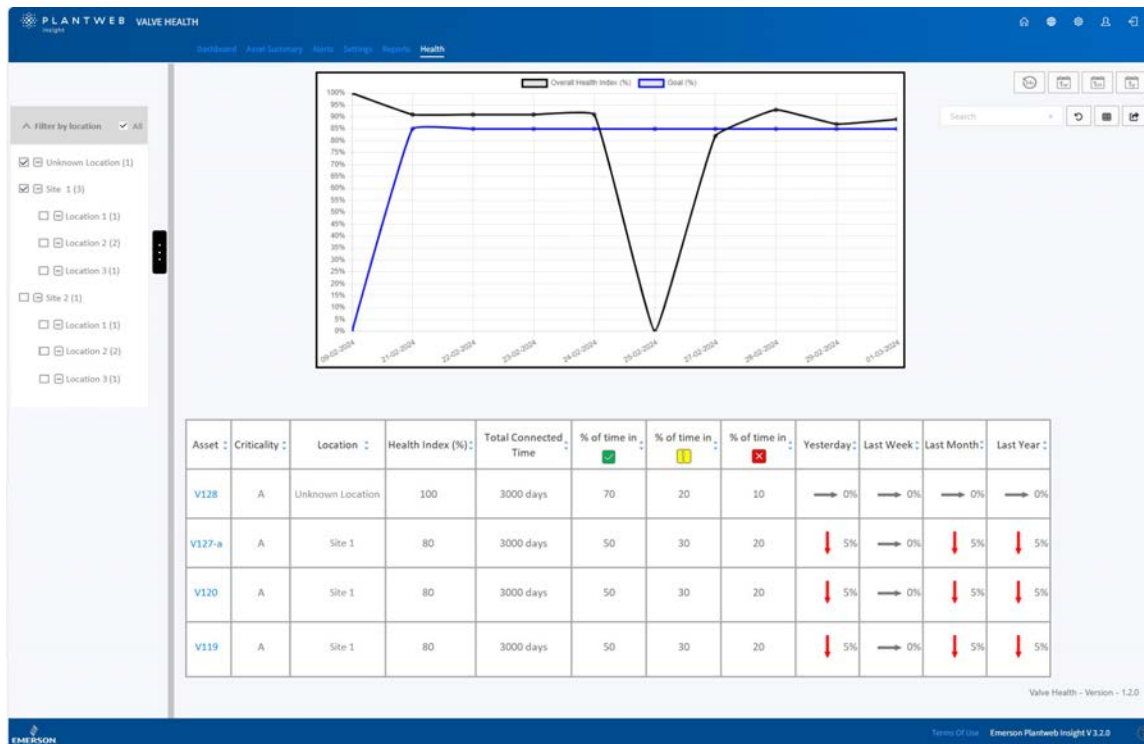 PLANTWEB VALVE HEALTH
Insight
Dashboard Asset Summary Alerts Settings Reports Health
Filter by location All
Unknown Location (1)
Site 1 (3)
Location 1 (1)
Location 2 (2)
Location 3 (1)
Site 2 (1)
Location 1 (1)
Location 2 (2)
Location 3 (1)
Overall Health Index (%) Goal (%)
100%
95%
90%
85%
80%
75%
70%
65%
60%
55%
50%
45%
40%
35%
30%
25%
20%
15%
10%
5%
0%
09-02-2024 21-02-2024 22-02-2024 23-02-2024 24-02-2024 25-02-2024 27-02-2024 28-02-2024 29-02-2024 01-03-2024
Search
Asset Criticality Location Health Index (%) Total Connected Time % of time in % of time in % of time in Yesterday Last Week Last Month Last Year
V128 A Unknown Location 100 3000 days 70 20 10 0% 0% 0% 0%
V127-a A Site 1 80 3000 days 50 30 20 5% 0% 5% 5%
V120 A Site 1 80 3000 days 50 30 20 5% 0% 5% 5%
V119 A Site 1 80 3000 days 50 30 20 5% 0% 5% 5%
Valve Health - Version - 1.2.0
EMERSON
Terms Of Use Emerson Plantweb Insight V 3.2.0